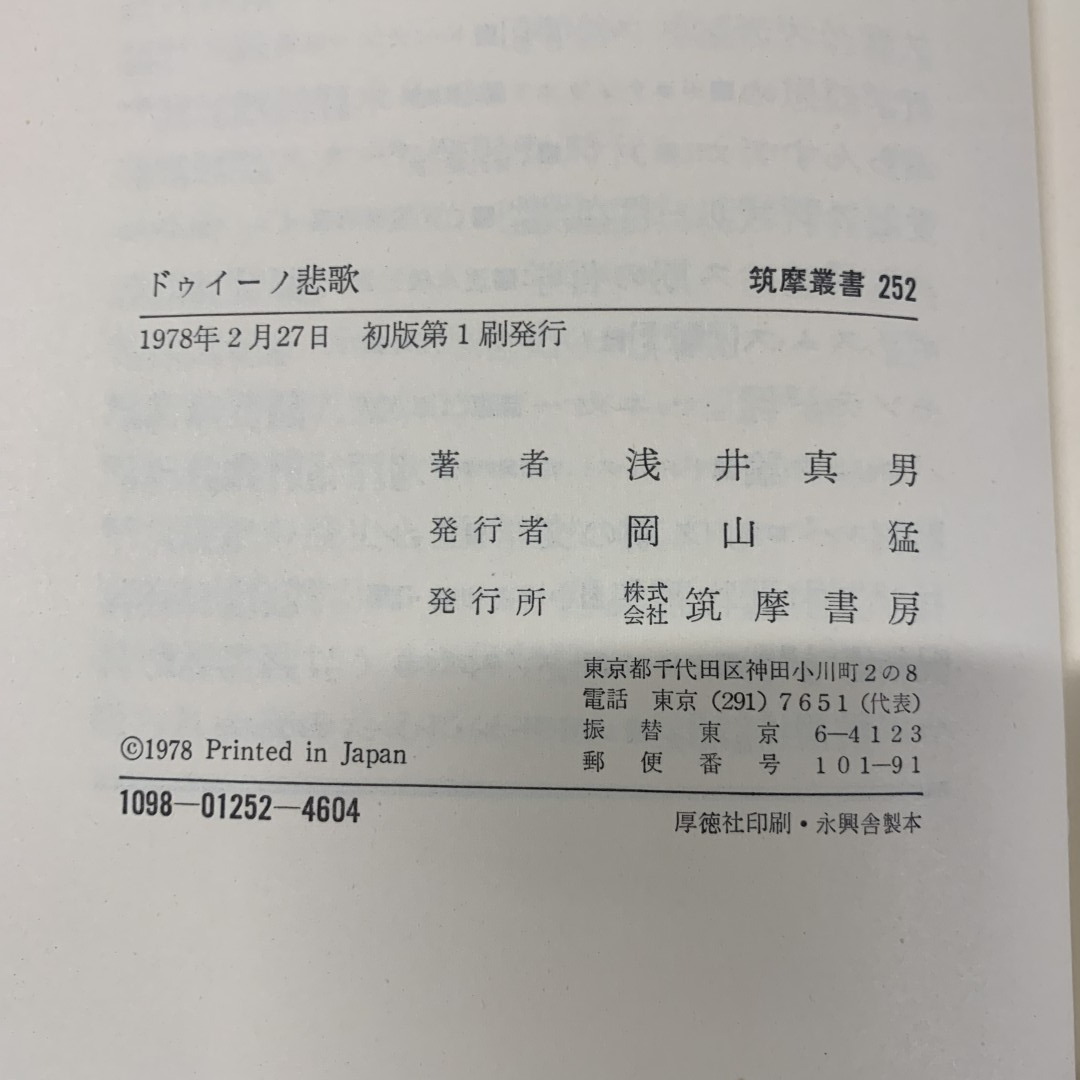 ドゥイーノ悲歌 筑摩叢書 252
1978年2月27日 初版第1刷発行
著者 浅井真男
発行者 岡山猛
発行所 株式会社 筑摩書房
東京都千代田区神田小川町2の8
電話 東京 (291) 7651 (代表)
振替東京 6—4123
郵便番号 101—91
©1978 Printed in Japan
1098—01252—4604
厚徳社印刷・永興舎製本